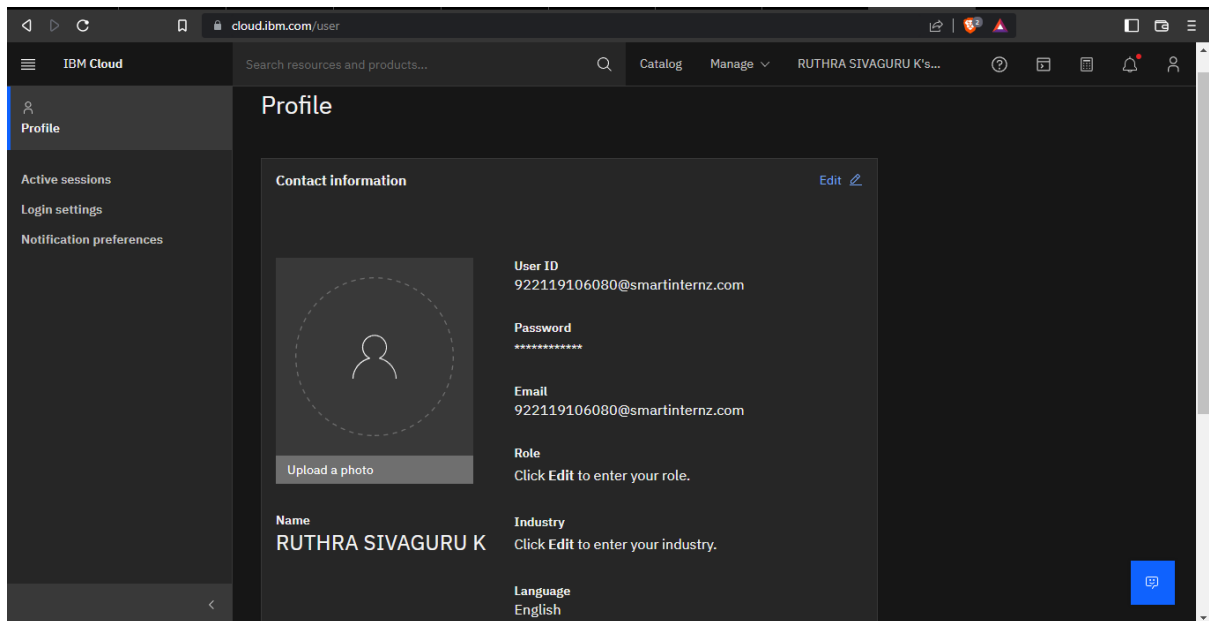 cloud.ibm.com/user
2
IBM Cloud
Search resources and products...
Catalog
Manage
RUTHRA SIVAGURU K's...
Profile
Active sessions
Login settings
Notification preferences
Profile
Contact information
Edit
Upload a photo
Name
RUTHRA SIVAGURU K
User ID
922119106080@smartinternz.com
Password
************
Email
922119106080@smartinternz.com
Role
Click Edit to enter your role.
Industry
Click Edit to enter your industry.
Language
English